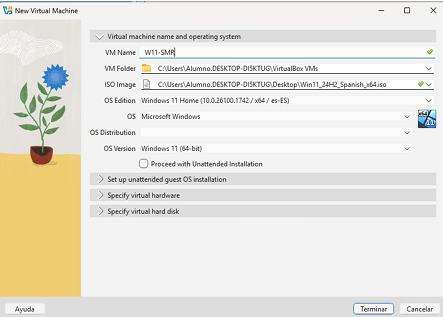 New Virtual Machine
Virtual machine name and operating system
VM Name W11-SMR
VM Folder C:\Users\Alumno.DESKTOP-DI5KTUG\VirtualBox VMs
ISO Image C:\Users\Alumno.DESKTOP-DI5KTUG\Desktop\Win11_24H2_Spanish_x64.iso
OS Edition Windows 11 Home (10.0.26100.1742 / x64 / es-ES)
OS Microsoft Windows
OS Distribution
OS Version Windows 11 (64-bit)
Proceed with Unattended Installation
Set up unattended guest OS installation
Specify virtual hardware
Specify virtual hard disk
Ayuda Terminar Cancelar